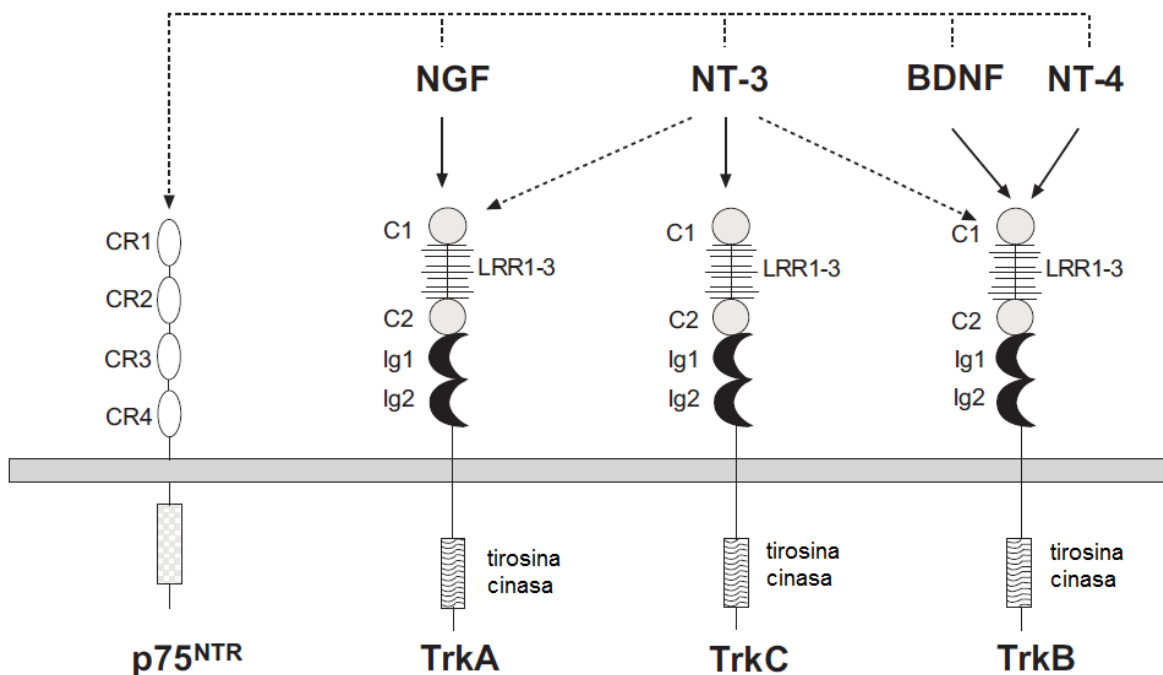 NGF NT-3 BDNF NT-4
C1 C1 C1
CR1
LRR1-3 LRR1-3 LRR1-3
CR2
C2 C2 C2
CR3 Ig1 Ig1 Ig1
Ig2 Ig2 Ig2
CR4
tirosina tirosina tirosina
cinasa cinasa cinasa
p75NTR TrkA TrkC TrkB